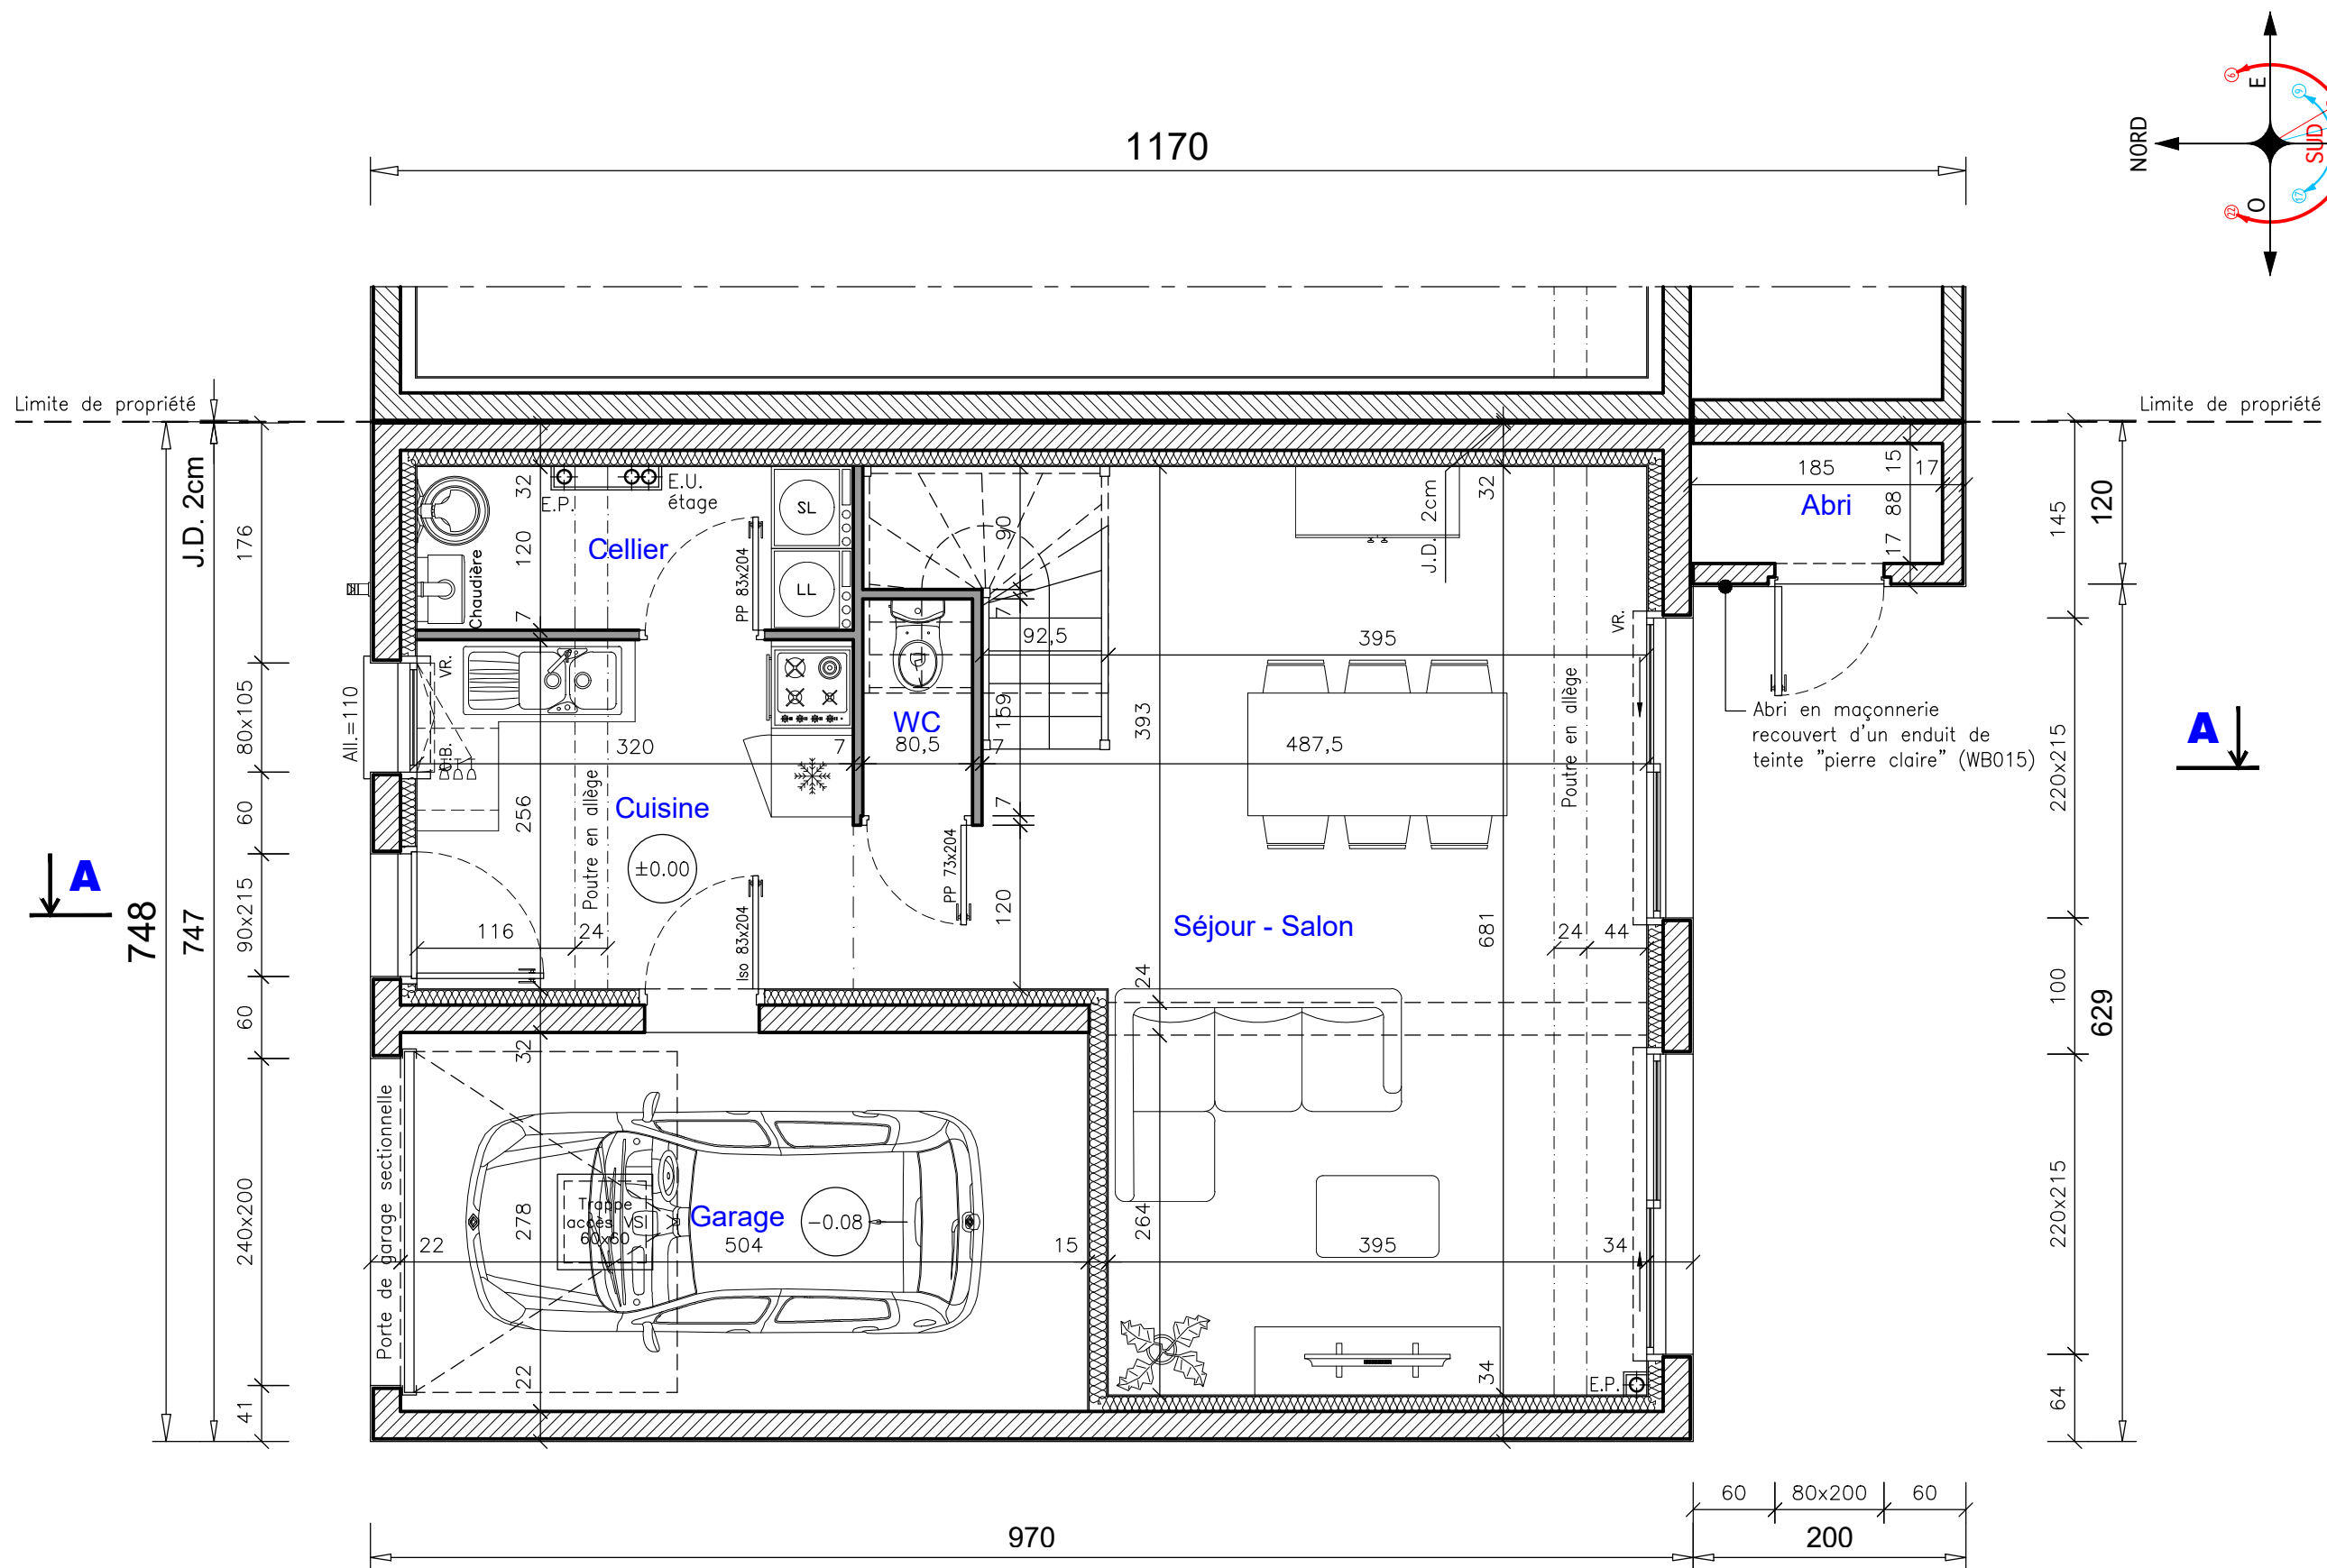 1170
NORD
E
SUD
O
6
9
17
22
Limite de propriété
Limite de propriété
J.D. 2cm
176
80x105
60
90x215
60
240x200
41
748
747
All.=110
E.P.
E.U.
étage
32
120
7
Cellier
Chaudière
PP 83x204
SL
LL
VR.
320
7
256
Cuisine
±0.00
Poutre en allège
116
24
Iso 83x204
90
7
92,5
159
WC
80,5
7
7
PP 73x204
120
393
J.D. 2cm
32
395
487,5
Poutre en allège
VR.
Séjour - Salon
681
24
44
24
264
395
34
34
E.P.
185
15
17
Abri
88
17
Abri en maçonnerie
recouvert d'un enduit de
teinte "pierre claire" (WB015)
145
120
220x215
100
629
220x215
64
A
A
Porte de garage sectionnelle
32
Trappe
accès VS
60x60
278
Garage
-0.08
22
504
15
22
60
80x200
60
970
200